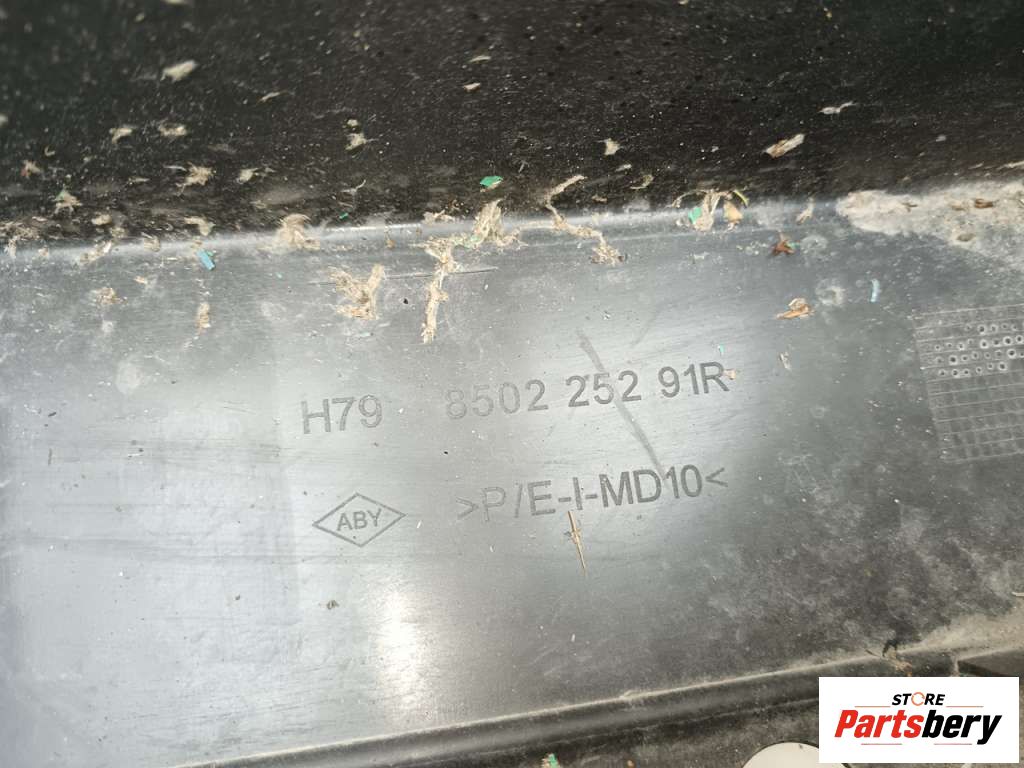 H79 8502 252 91R
ABY >P/E-I-MD10<
STORE
Partsbery